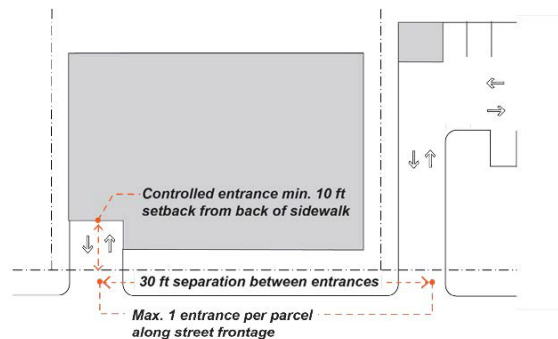 Controlled entrance min. 10 ft
setback from back of sidewalk
30 ft separation between entrances
Max. 1 entrance per parcel
along street frontage